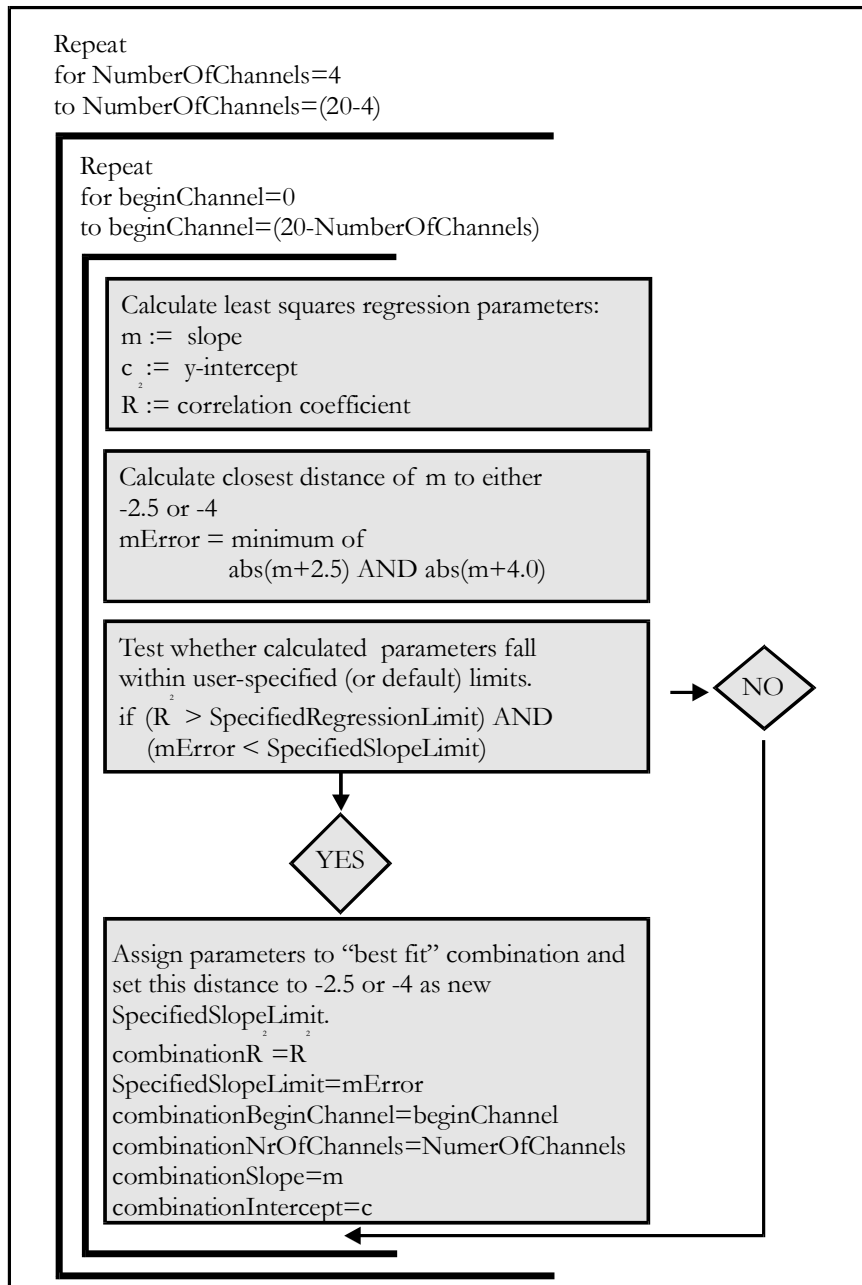 Repeat
for NumberOfChannels=4
to NumberOfChannels=(20-4)
Repeat
for beginChannel=0
to beginChannel=(20-NumberOfChannels)
Calculate least squares regression parameters:
m := slope
c := y-intercept
R² := correlation coefficient
Calculate closest distance of m to either
-2.5 or -4
mError = minimum of
abs(m+2.5) AND abs(m+4.0)
Test whether calculated parameters fall
within user-specified (or default) limits.
if (R² > SpecifiedRegressionLimit) AND
(mError < SpecifiedSlopeLimit)
NO
YES
Assign parameters to “best fit” combination and
set this distance to -2.5 or -4 as new
SpecifiedSlopeLimit.
combinationR²=R²
SpecifiedSlopeLimit=mError
combinationBeginChannel=beginChannel
combinationNrOfChannels=NumerOfChannels
combinationSlope=m
combinationIntercept=c